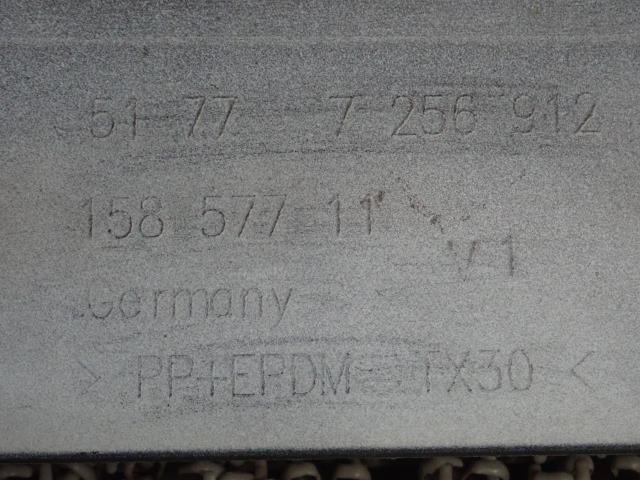 51 77 7 256 912
158 577 11
V1
Germany
> PP+EPDM TX30 <